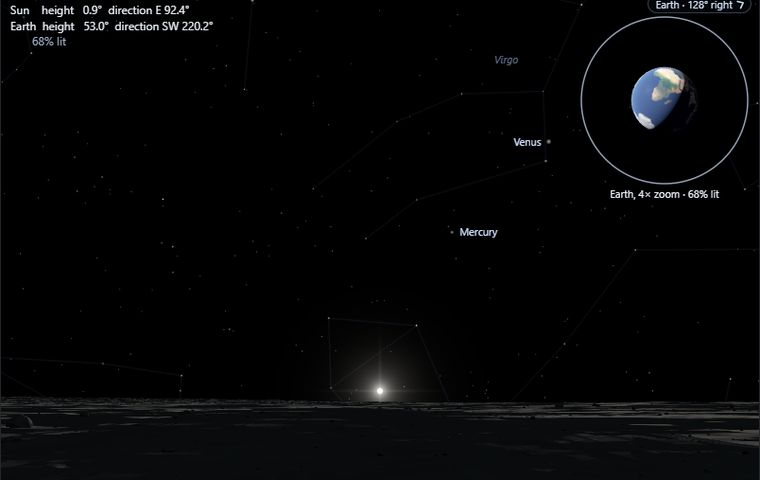 Sun height 0.9° direction E 92.4°
Earth height 53.0° direction SW 220.2°
68% lit
Earth · 128° right
Virgo
Venus
Earth, 4× zoom · 68% lit
Mercury